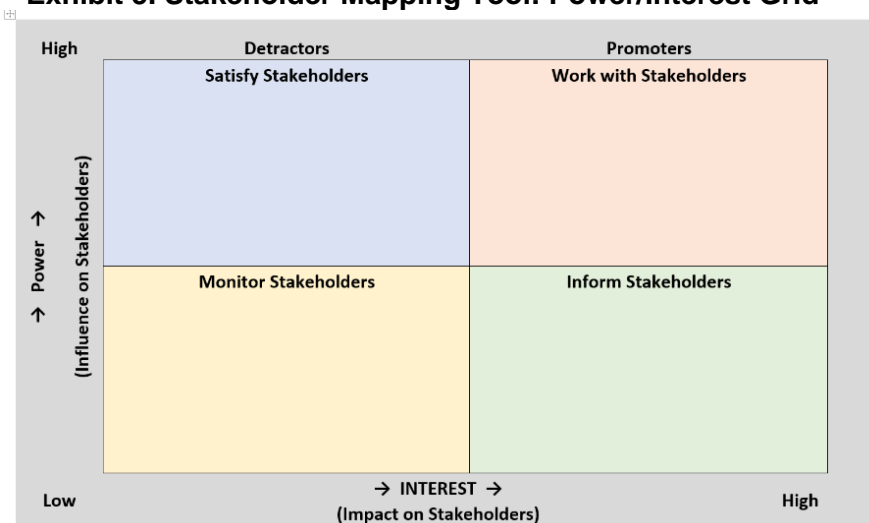 Exhibit 3: Stakeholder Mapping Tool: Power/Interest Grid
High Detractors Promoters
Satisfy Stakeholders Work with Stakeholders
→ Power →
(Influence on Stakeholders)
Monitor Stakeholders Inform Stakeholders
→ INTEREST →
Low High
(Impact on Stakeholders)